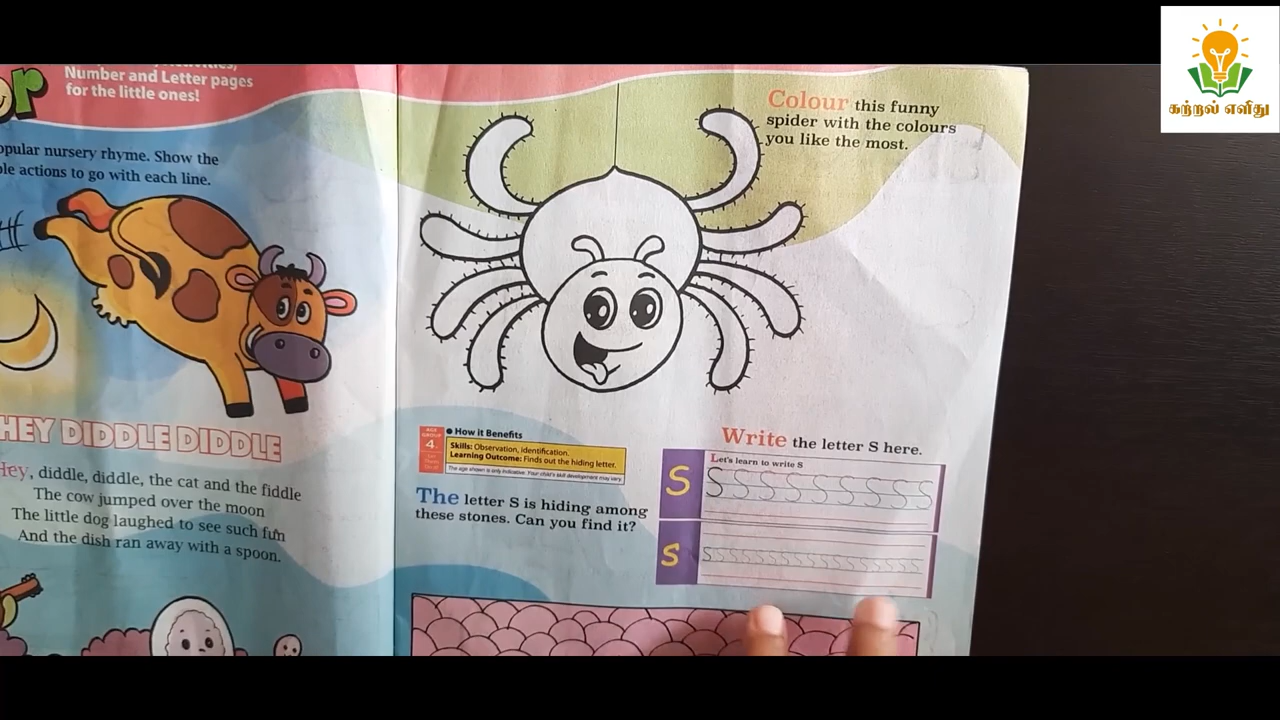 Number and Letter pages
for the little ones!
nursery rhyme. Show the
actions to go with each line.
HEY DIDDLE DIDDLE
Hey, diddle, diddle, the cat and the fiddle
The cow jumped over the moon
The little dog laughed to see such fun
And the dish ran away with a spoon.
Colour this funny
spider with the colours
you like the most.
AGE
GROUP
4
How it Benefits
Skills: Observation, identification.
Learning Outcome: Finds out the hiding letter.
The age shown is only indicative. Your child's skill development may vary.
The letter S is hiding among
these stones. Can you find it?
Write the letter S here.
Let's learn to write S
S S S S S S S S S S
s s s s s s s s s s s s s s s s s s
கற்றல் எளிது